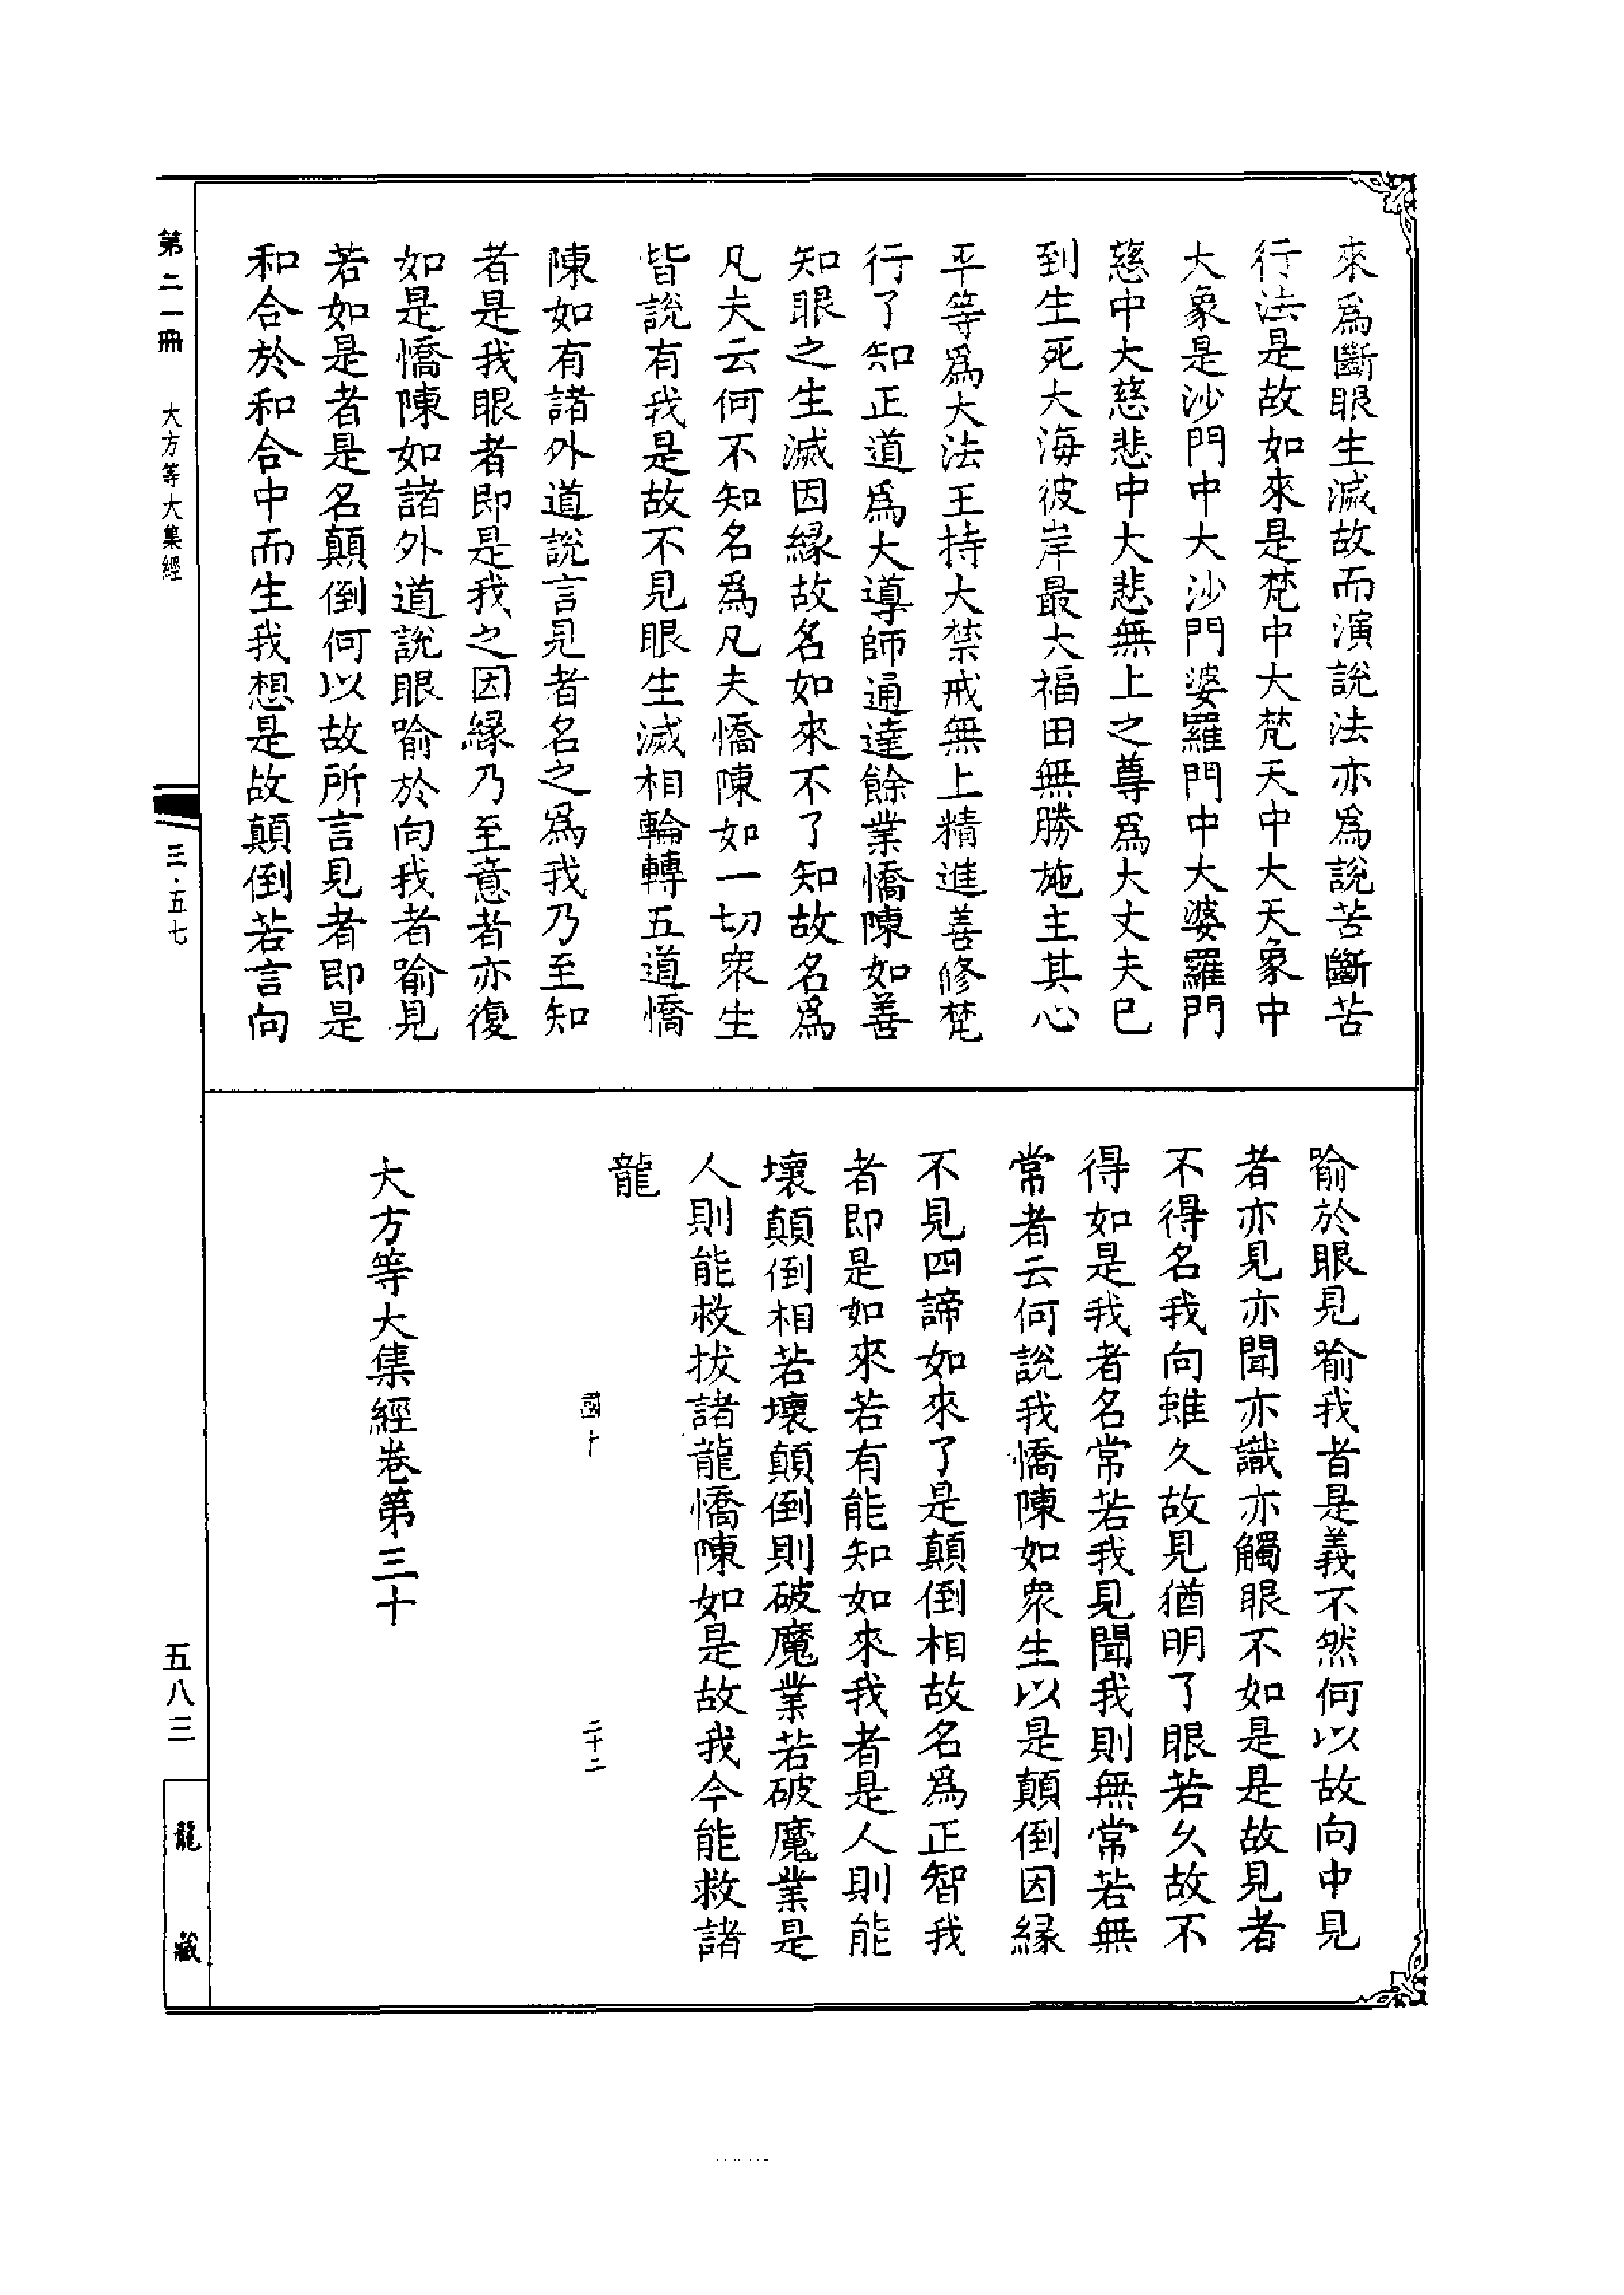 來爲斷眼生滅故而演說法亦爲說苦斷苦
行法是故如來是梵中大梵天中大天象中
大象是沙門中大沙門婆羅門中大婆羅門
慈中大慈悲中大悲無上之尊爲大丈夫已
到生死大海彼岸最大福田無勝施主其心
平等爲大法王持大禁戒無上精進善修梵
行了知正道爲大導師通達餘業憍陳如善
知眼之生滅因緣故名如來不了知故名爲
凡夫云何不知名爲凡夫憍陳如一切衆生
皆說有我是故不見眼生滅相輪轉五道憍
陳如有諸外道說言見者名之爲我乃至知
者是我眼者即是我之因緣乃至意者亦復
如是憍陳如諸外道說眼喻於向我者喻見
若如是者是名顛倒何以故所言見者即是
和合於和合中而生我想是故顛倒若言向
喻於眼見喻我者是義不然何以故向中見
者亦見亦聞亦識亦觸眼不如是是故見者
不得名我向雖久故見猶明了眼若久故不
得如是我者名常若我見聞我則無常若無
常者云何說我憍陳如衆生以是顛倒因緣
不見四諦如來了是顛倒相故名爲正智我
者即是如來若有能知如來我者是人則能
壞顛倒相若壞顛倒則破魔業若破魔業是
人則能救拔諸龍憍陳如是故我今能救諸
龍
國十 二十二
大方等大集經卷第三十
第二一冊 大方等大集經 三·五七 五八三 龍藏